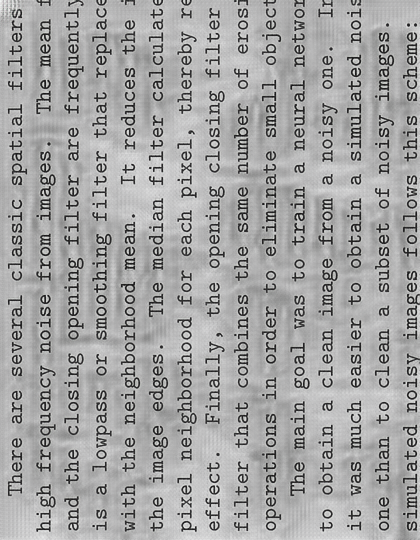 There are several classic spatial filters
high frequency noise from images. The mean f
and the closing opening filter are frequently
is a lowpass or smoothing filter that replace
with the neighborhood mean. It reduces the i
the image edges. The median filter calculate
pixel neighborhood for each pixel, thereby re
effect. Finally, the opening closing filter
filter that combines the same number of erosi
operations in order to eliminate small object
The main goal was to train a neural networ
to obtain a clean image from a noisy one. In
it was much easier to obtain a simulated nois
one than to clean a subset of noisy images.
simulated noisy images follows this scheme: